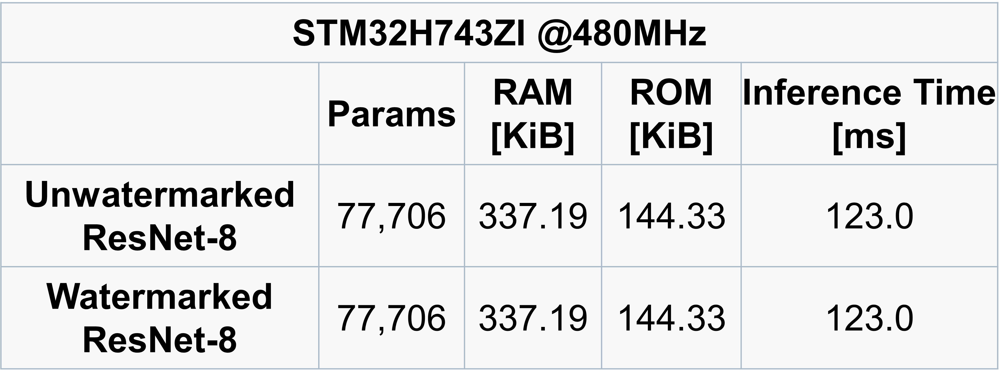 STM32H743ZI @480MHz
Params
RAM
[KiB]
ROM
[KiB]
Inference Time
[ms]
Unwatermarked
ResNet-8
77,706
337.19
144.33
123.0
Watermarked
ResNet-8
77,706
337.19
144.33
123.0